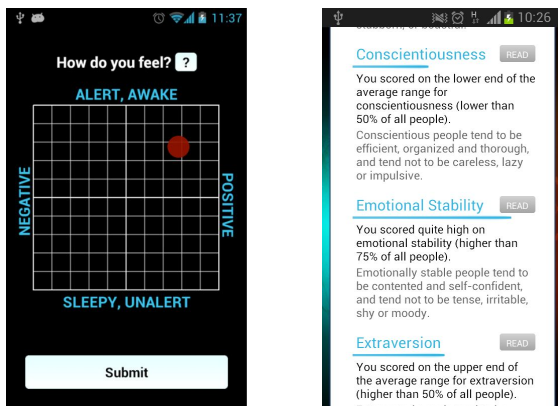 11:37
How do you feel? ?
ALERT, AWAKE
NEGATIVE
POSITIVE
SLEEPY, UNALERT
Submit
10:26
Conscientiousness READ
You scored on the lower end of the
average range for
conscientiousness (lower than
50% of all people).
Conscientious people tend to be
efficient, organized and thorough,
and tend not to be careless, lazy
or impulsive.
Emotional Stability READ
You scored quite high on
emotional stability (higher than
75% of all people).
Emotionally stable people tend to
be contented and self-confident,
and tend not to be tense, irritable,
shy or moody.
Extraversion READ
You scored on the upper end of
the average range for extraversion
(higher than 50% of all people).